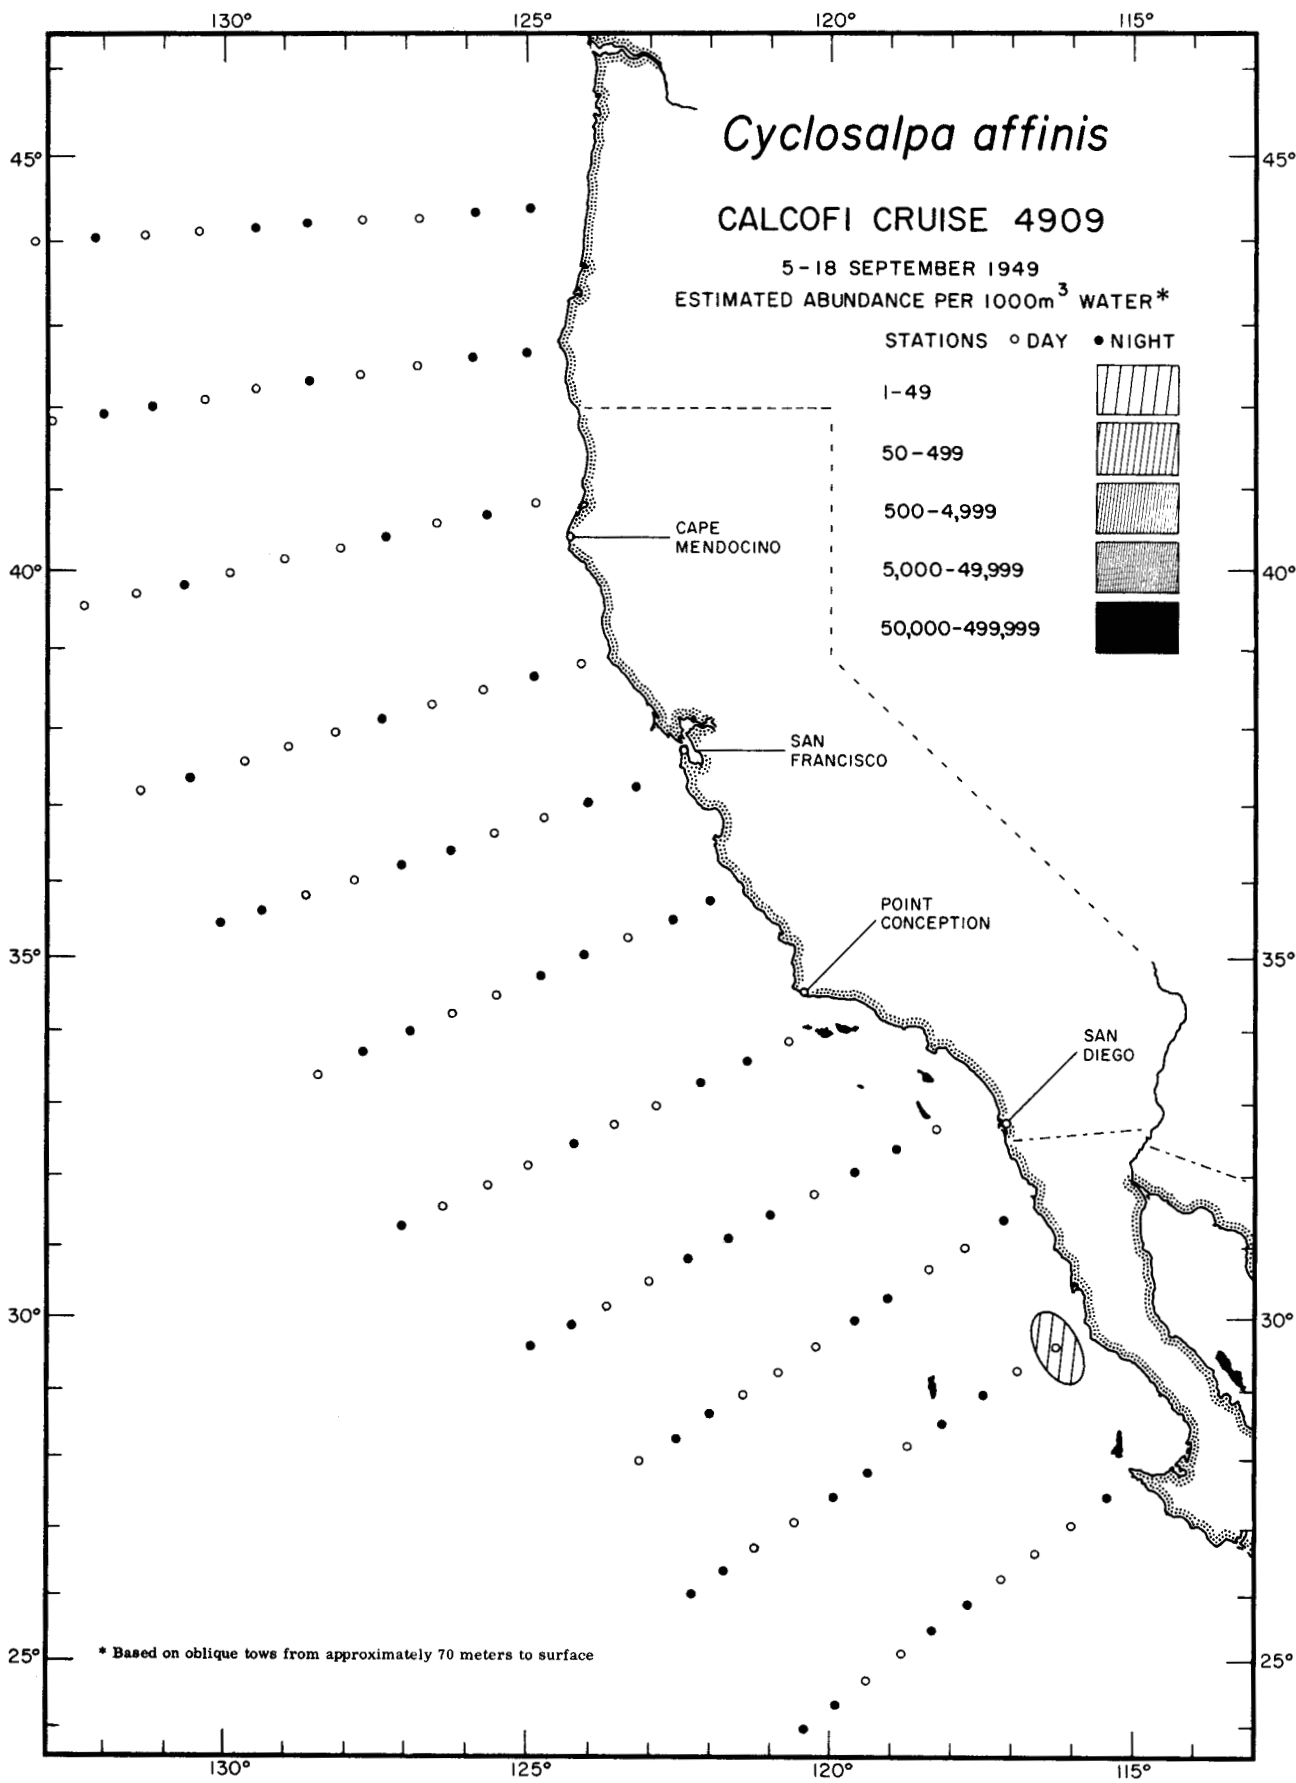 130° 125° 120° 115°
Cyclosalpa affinis
45° 45°
CALCOFI CRUISE 4909
5-18 SEPTEMBER 1949
ESTIMATED ABUNDANCE PER 1000m³ WATER*
STATIONS ○ DAY ● NIGHT
1-49
50-499
500-4,999
5,000-49,999
50,000-499,999
CAPE
MENDOCINO
40° 40°
SAN
FRANCISCO
POINT
CONCEPTION
35° 35°
SAN
DIEGO
30° 30°
* Based on oblique tows from approximately 70 meters to surface
25° 25°
130° 125° 120° 115°